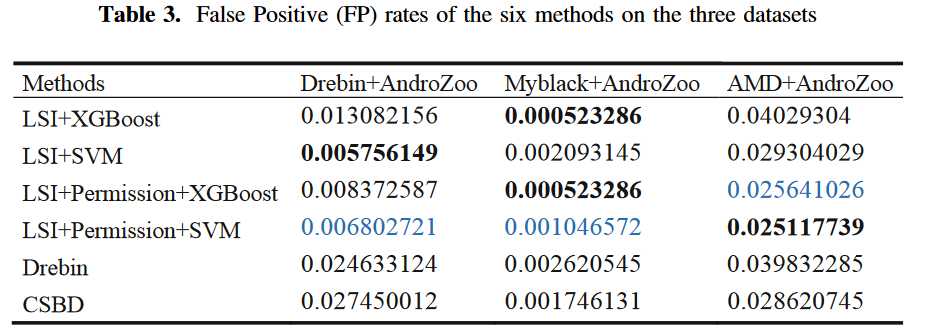 Table 3. False Positive (FP) rates of the six methods on the three datasets
Methods Drebin+AndroZoo Myblack+AndroZoo AMD+AndroZoo
LSI+XGBoost 0.013082156 0.000523286 0.04029304
LSI+SVM 0.005756149 0.002093145 0.029304029
LSI+Permission+XGBoost 0.008372587 0.000523286 0.025641026
LSI+Permission+SVM 0.006802721 0.001046572 0.025117739
Drebin 0.024633124 0.002620545 0.039832285
CSBD 0.027450012 0.001746131 0.028620745